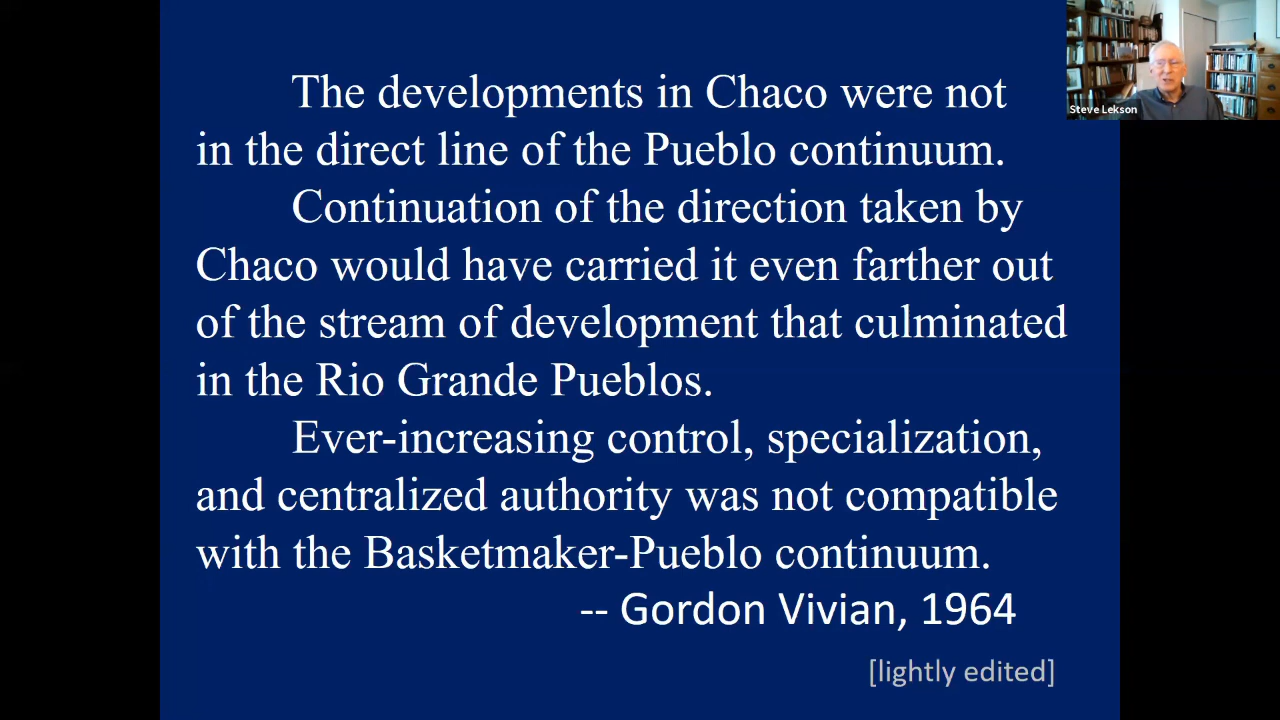 The developments in Chaco were not
in the direct line of the Pueblo continuum.
Continuation of the direction taken by
Chaco would have carried it even farther out
of the stream of development that culminated
in the Rio Grande Pueblos.
Ever-increasing control, specialization,
and centralized authority was not compatible
with the Basketmaker-Pueblo continuum.
-- Gordon Vivian, 1964
[lightly edited]
Steve Lekson